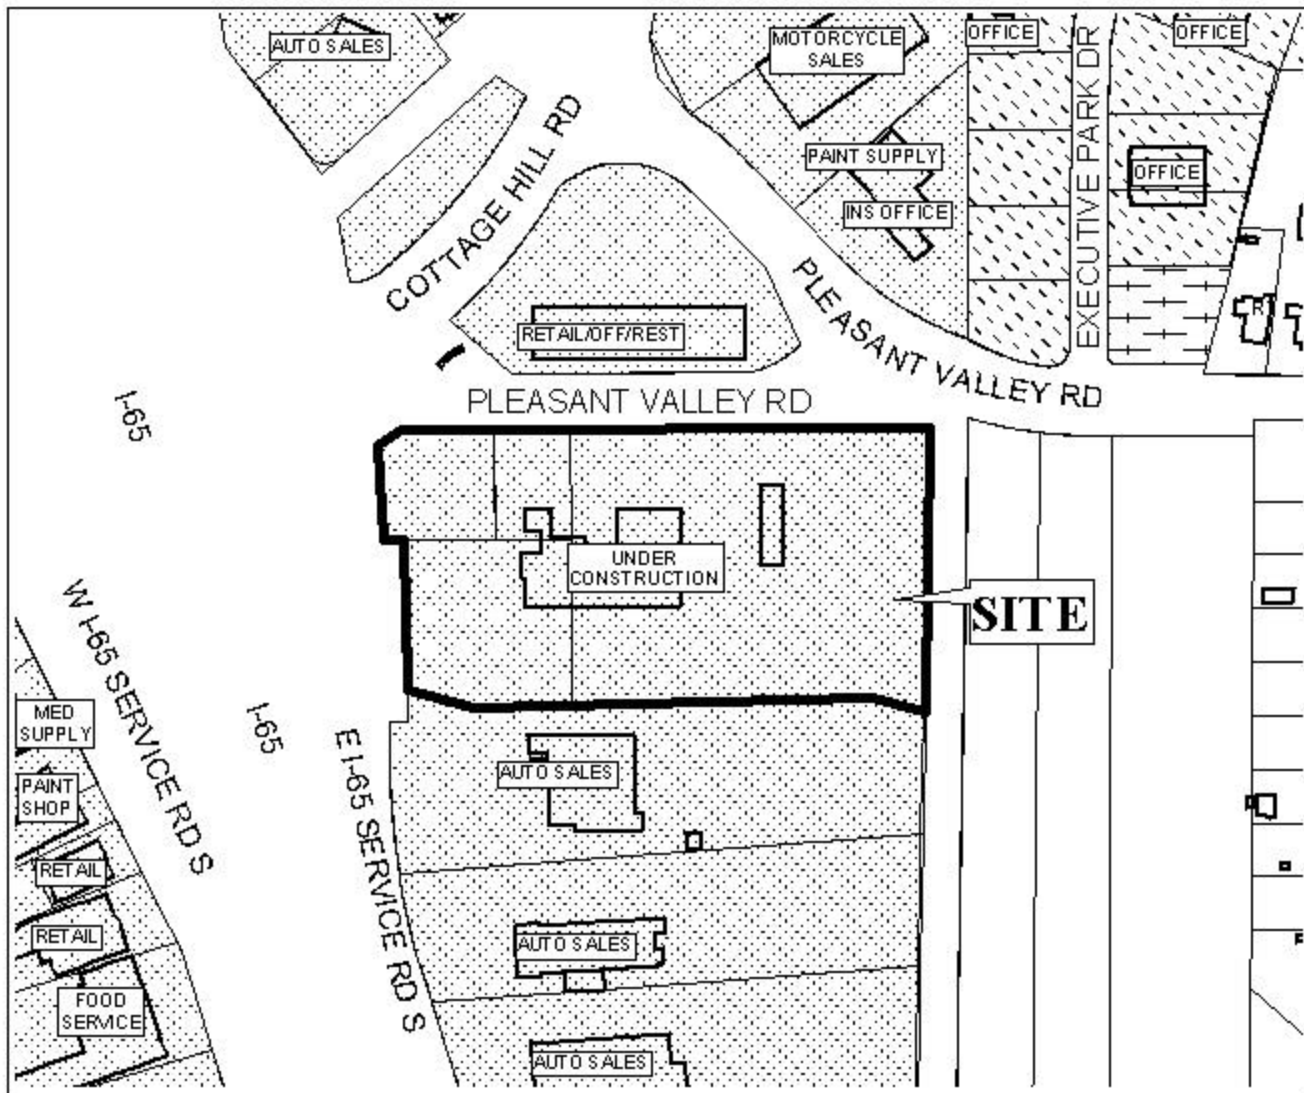 AUTO SALES
MOTORCYCLE
SALES
OFFICE
OFFICE
EXECUTIVE PARK DR
COTTAGE HILL RD
PAINT SUPPLY
OFFICE
INS OFFICE
PLEASANT VALLEY RD
RETAIL/OFF/REST
R
PLEASANT VALLEY RD
I-65
UNDER
CONSTRUCTION
SITE
W I-65 SERVICE RD S
I-65
E I-65 SERVICE RD S
MED
SUPPLY
AUTO SALES
PAINT
SHOP
RETAIL
RETAIL
AUTO SALES
FOOD
SERVICE
AUTO SALES